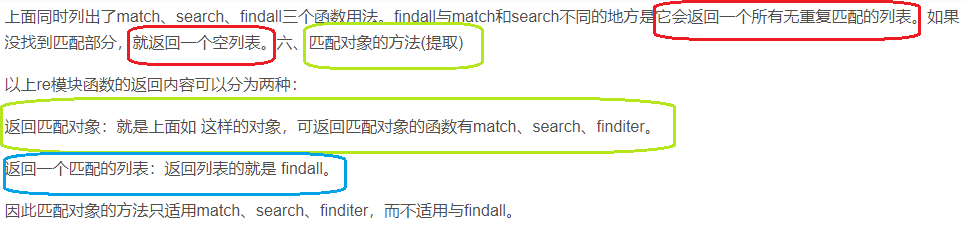 上面同时列出了match、search、findall三个函数用法。findall与match和search不同的地方是它会返回一个所有无重复匹配的列表。如果
没找到匹配部分，就返回一个空列表。六、 匹配对象的方法(提取)
以上re模块函数的返回内容可以分为两种：
返回匹配对象：就是上面如 这样的对象，可返回匹配对象的函数有match、search、finditer。
返回一个匹配的列表：返回列表的就是 findall。
因此匹配对象的方法只适用match、search、finditer，而不适用与findall。